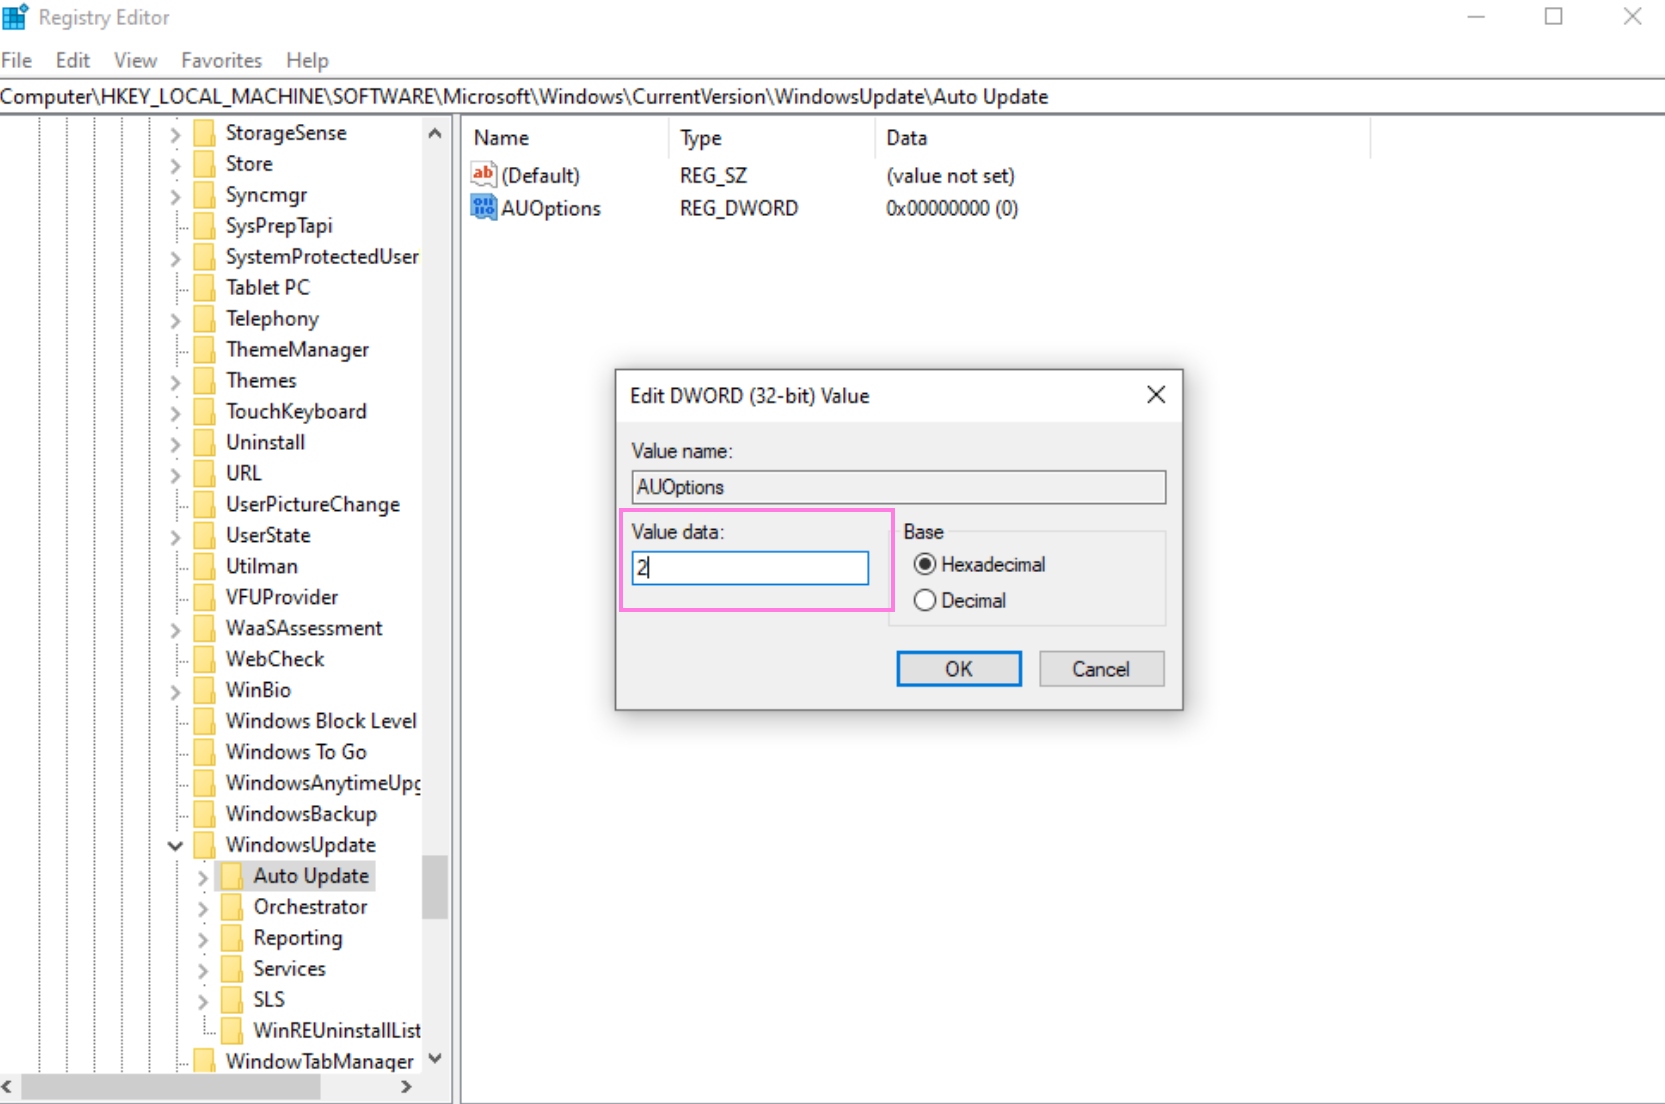 Registry Editor
File Edit View Favorites Help
Computer\HKEY_LOCAL_MACHINE\SOFTWARE\Microsoft\Windows\CurrentVersion\WindowsUpdate\Auto Update
StorageSense
Store
Syncmgr
SysPrepTapi
SystemProtectedUser
Tablet PC
Telephony
ThemeManager
Themes
TouchKeyboard
Uninstall
URL
UserPictureChange
UserState
Utilman
VFUProvider
WaaSAssessment
WebCheck
WinBio
Windows Block Level
Windows To Go
WindowsAnytimeUpg
WindowsBackup
WindowsUpdate
Auto Update
Orchestrator
Reporting
Services
SLS
WinREUninstallList
WindowTabManager
Name Type Data
(Default) REG_SZ (value not set)
AUOptions REG_DWORD 0x00000000 (0)
Edit DWORD (32-bit) Value
Value name:
AUOptions
Value data:
2
Base
Hexadecimal
Decimal
OK Cancel